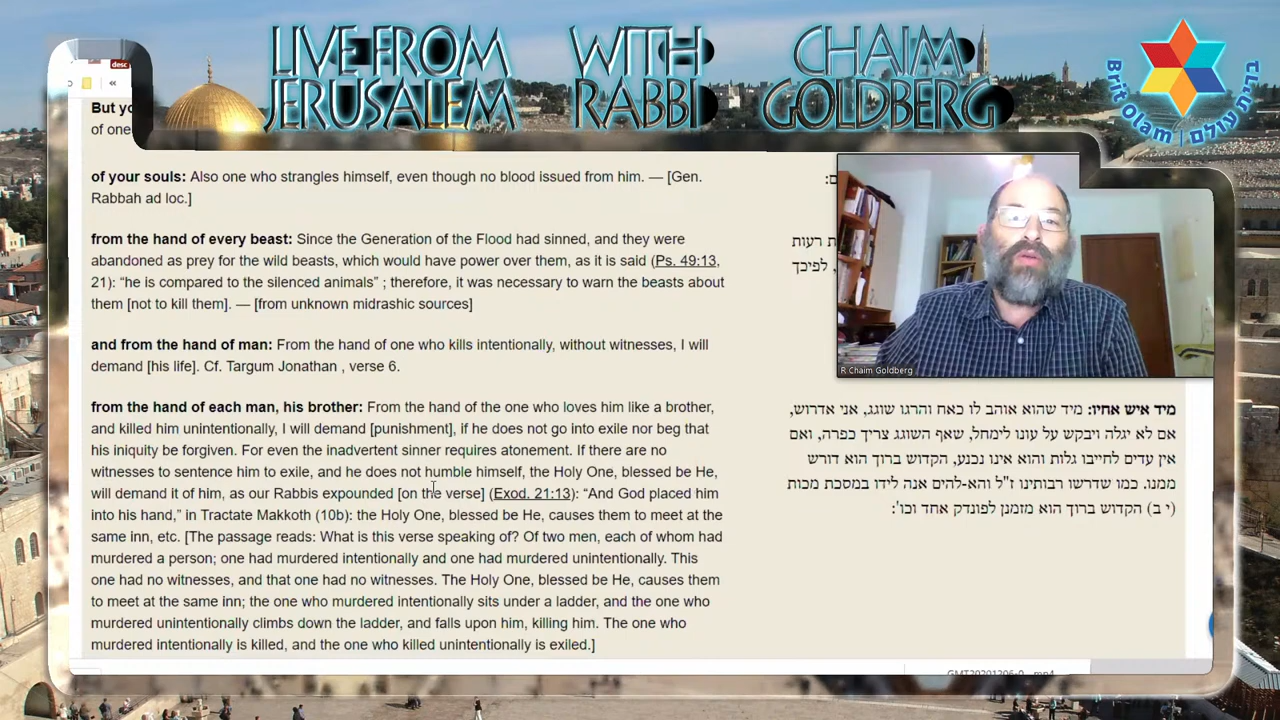 LIVE FROM WITH CHAIM
JERUSALEM RABBI GOLDBERG
Brit Olam | ברית עולם
desc
«
But yo
of one
of your souls: Also one who strangles himself, even though no blood issued from him. — [Gen.
Rabbah ad loc.]
from the hand of every beast: Since the Generation of the Flood had sinned, and they were
abandoned as prey for the wild beasts, which would have power over them, as it is said (Ps. 49:13,
21): “he is compared to the silenced animals” ; therefore, it was necessary to warn the beasts about
them [not to kill them]. — [from unknown midrashic sources]
and from the hand of man: From the hand of one who kills intentionally, without witnesses, I will
demand [his life]. Cf. Targum Jonathan , verse 6.
from the hand of each man, his brother: From the hand of the one who loves him like a brother,
and killed him unintentionally, I will demand [punishment], if he does not go into exile nor beg that
his iniquity be forgiven. For even the inadvertent sinner requires atonement. If there are no
witnesses to sentence him to exile, and he does not humble himself, the Holy One, blessed be He,
will demand it of him, as our Rabbis expounded [on the verse] (Exod. 21:13): “And God placed him
into his hand,” in Tractate Makkoth (10b): the Holy One, blessed be He, causes them to meet at the
same inn, etc. [The passage reads: What is this verse speaking of? Of two men, each of whom had
murdered a person; one had murdered intentionally and one had murdered unintentionally. This
one had no witnesses, and that one had no witnesses. The Holy One, blessed be He, causes them
to meet at the same inn; the one who murdered intentionally sits under a ladder, and the one who
murdered unintentionally climbs down the ladder, and falls upon him, killing him. The one who
murdered intentionally is killed, and the one who killed unintentionally is exiled.]
ת רעות
, לפיכך
R Chaim Goldberg
מיד איש אחיו: מיד שהוא אוהב לו כאח והרגו שוגג, אני אדרוש,
אם לא יגלה ויבקש על עונו לימחל, שאף השוגג צריך כפרה, ואם
אין עדים לחייבו גלות והוא אינו נכנע, הקדוש ברוך הוא דורש
ממנו, כמו שדרשו רבותינו ז"ל והא-להים אנה לידו במסכת מכות
(י ב) הקדוש ברוך הוא מזמנן לפונדק אחד וכו':